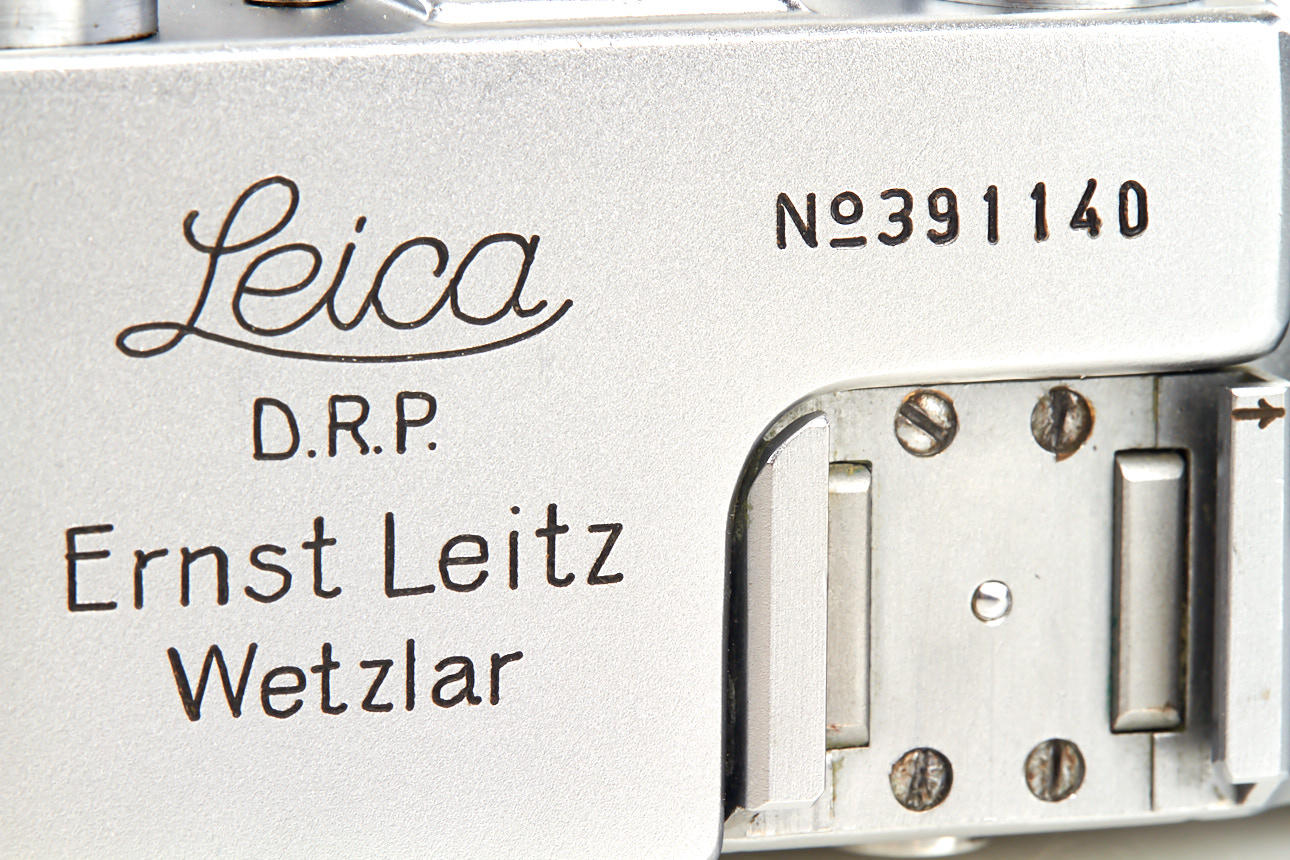 Leica
D.R.P.
Ernst Leitz
Wetzlar
Nº391140